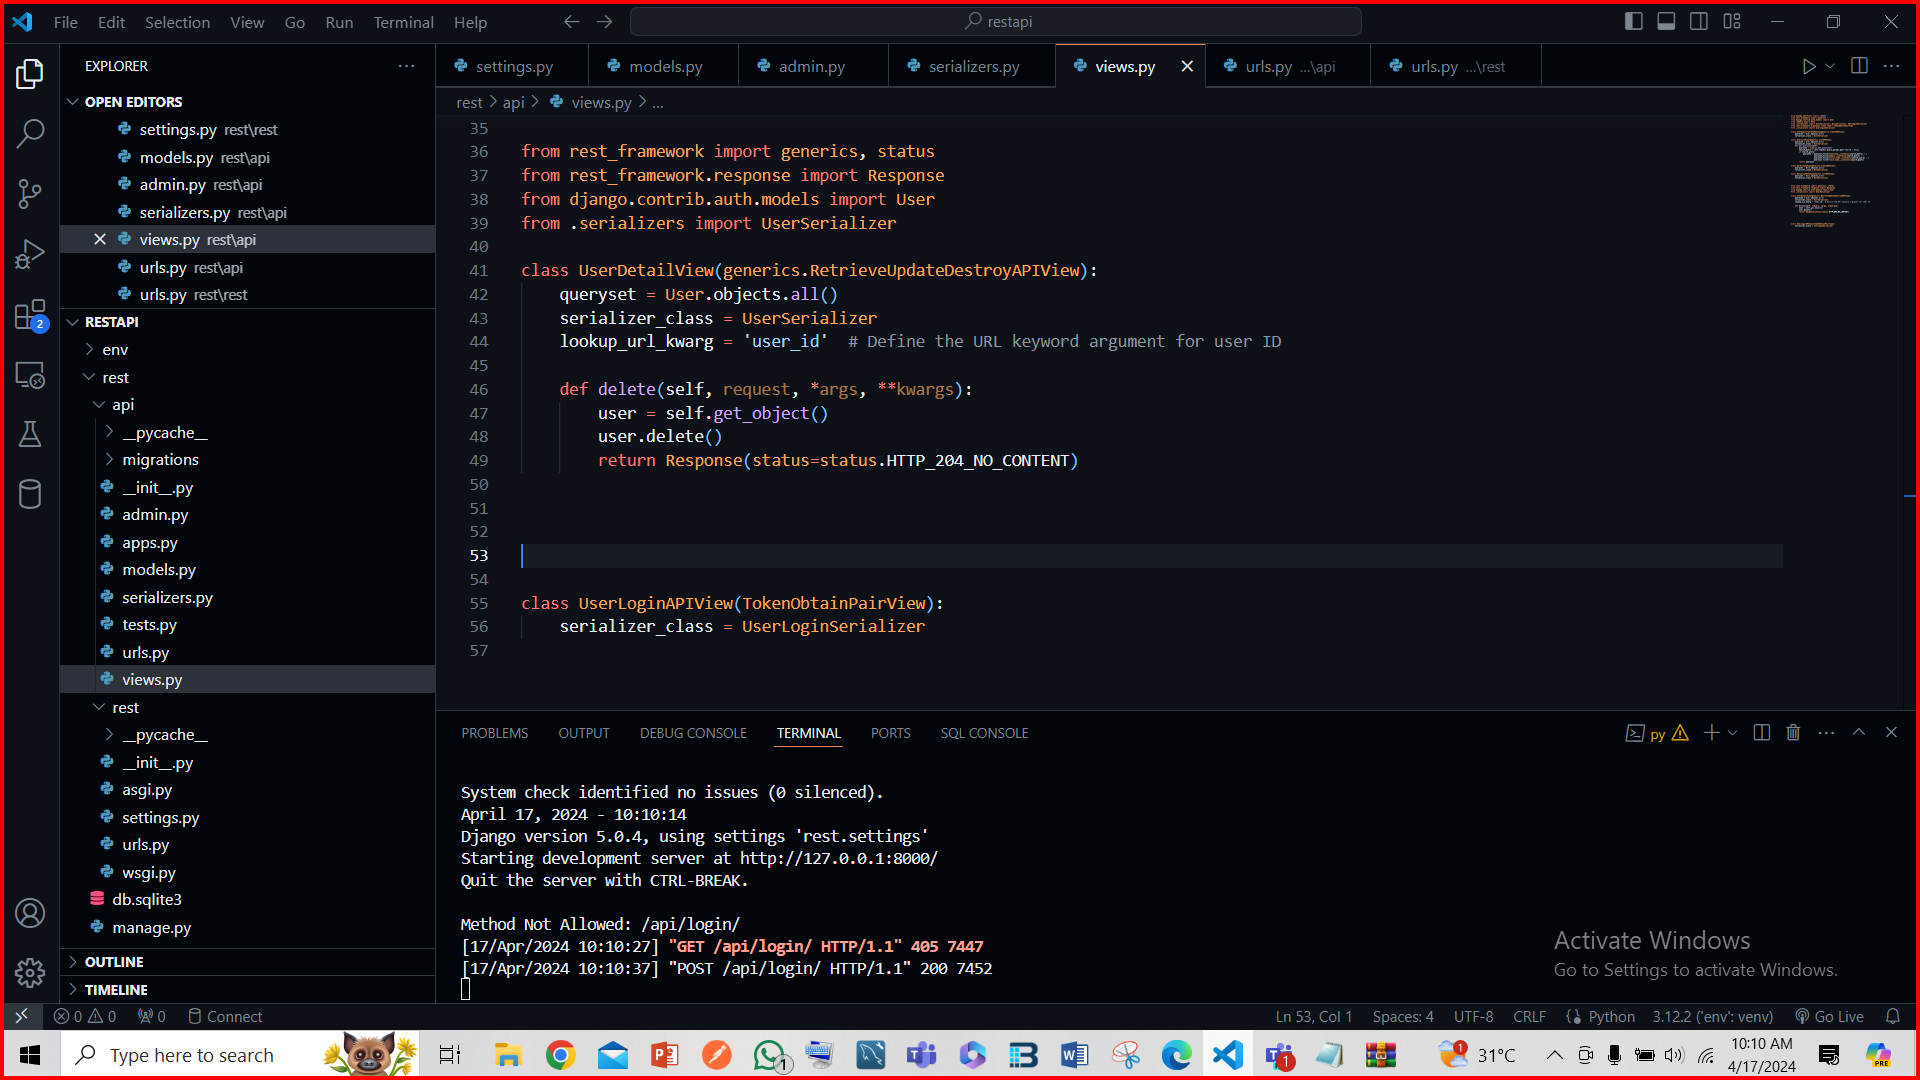 File Edit Selection View Go Run Terminal Help
restapi
EXPLORER
OPEN EDITORS
settings.py rest\rest
models.py rest\api
admin.py rest\api
serializers.py rest\api
views.py rest\api
urls.py rest\api
urls.py rest\rest
RESTAPI
env
rest
api
__pycache__
migrations
__init__.py
admin.py
apps.py
models.py
serializers.py
tests.py
urls.py
views.py
rest
__pycache__
__init__.py
asgi.py
settings.py
urls.py
wsgi.py
db.sqlite3
manage.py
OUTLINE
TIMELINE
2
settings.py models.py admin.py serializers.py views.py urls.py ...\api urls.py ...\rest
rest > api > views.py > ...
35
36 from rest_framework import generics, status
37 from rest_framework.response import Response
38 from django.contrib.auth.models import User
39 from .serializers import UserSerializer
40
41 class UserDetailView(generics.RetrieveUpdateDestroyAPIView):
42 queryset = User.objects.all()
43 serializer_class = UserSerializer
44 lookup_url_kwarg = 'user_id' # Define the URL keyword argument for user ID
45
46 def delete(self, request, *args, **kwargs):
47 user = self.get_object()
48 user.delete()
49 return Response(status=status.HTTP_204_NO_CONTENT)
50
51
52
53
54
55 class UserLoginAPIView(TokenObtainPairView):
56 serializer_class = UserLoginSerializer
57
PROBLEMS OUTPUT DEBUG CONSOLE TERMINAL PORTS SQL CONSOLE
py
System check identified no issues (0 silenced).
April 17, 2024 - 10:10:14
Django version 5.0.4, using settings 'rest.settings'
Starting development server at http://127.0.0.1:8000/
Quit the server with CTRL-BREAK.
Method Not Allowed: /api/login/
[17/Apr/2024 10:10:27] "GET /api/login/ HTTP/1.1" 405 7447
[17/Apr/2024 10:10:37] "POST /api/login/ HTTP/1.1" 200 7452
Activate Windows
Go to Settings to activate Windows.
0 0 0 Connect
Ln 53, Col 1 Spaces: 4 UTF-8 CRLF Python 3.12.2 ('env': venv) Go Live
Type here to search
1
1
1
31°C
10:10 AM
4/17/2024
PRE